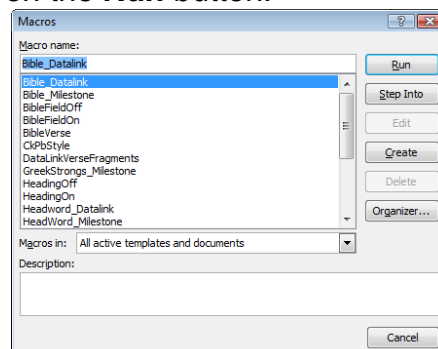 on the Run button.
Macros
Macro name:
Bible_Datalink
Run
Bible_Datalink
Bible_Milestone
BibleFieldOff
BibleFieldOn
BibleVerse
CkPbStyle
DataLinkVerseFragments
GreekStrongs_Milestone
HeadingOff
HeadingOn
Headword_Datalink
HeadWord_Milestone
Step Into
Edit
Create
Delete
Organizer...
Macros in: All active templates and documents
Description:
Cancel